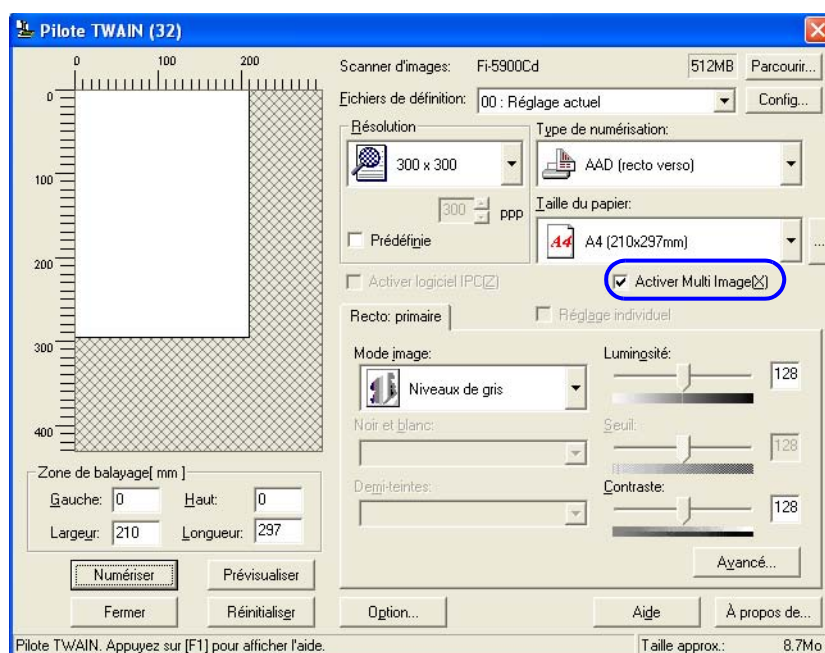 Pilote TWAIN (32)
0 100 200
0
100
200
300
400
Scanner d'images: Fi-5900Cd 512MB Parcourir...
Fichiers de définition: 00 : Réglage actuel Config...
Résolution
300 x 300
300 ppp
Prédéfinie
Type de numérisation:
AAD (recto verso)
Taille du papier:
A4 A4 (210x297mm) ...
Activer logiciel IPC(Z) Activer Multi Image(X)
Recto: primaire Réglage individuel
Mode image:
Niveaux de gris
Noir et blanc:
Demi-teintes:
Luminosité:
128
Seuil:
128
Contraste:
128
Avancé...
Zone de balayage[ mm ]
Gauche: 0 Haut: 0
Largeur: 210 Longueur: 297
Numériser Prévisualiser
Fermer Réinitialiser Option... Aide À propos de...
Pilote TWAIN. Appuyez sur [F1] pour afficher l'aide. Taille approx.: 8.7Mo